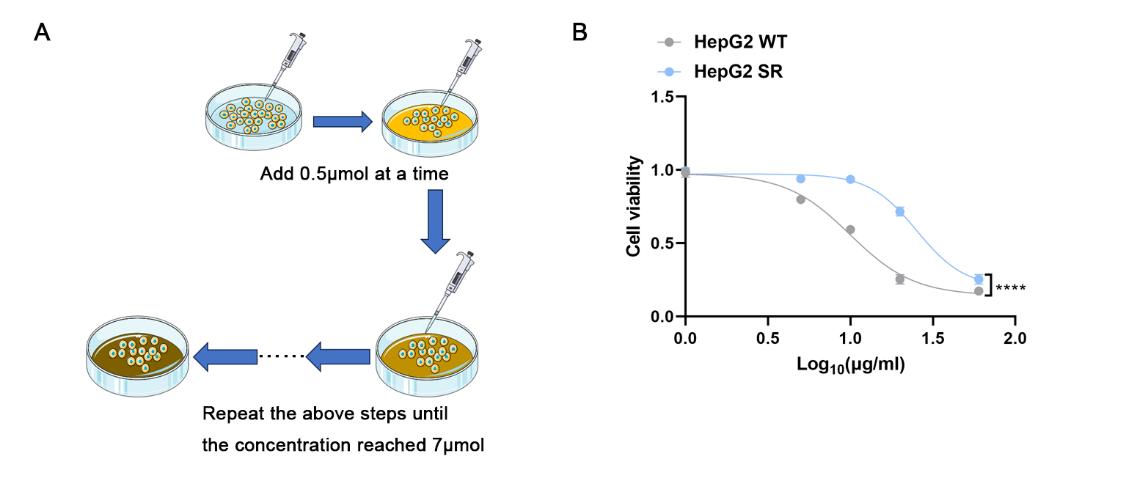 A
Add 0.5μmol at a time
Repeat the above steps until
the concentration reached 7μmol
B
HepG2 WT
HepG2 SR
1.5
1.0
0.5
0.0
Cell viability
0.0 0.5 1.0 1.5 2.0
Log₁₀(μg/ml)
****